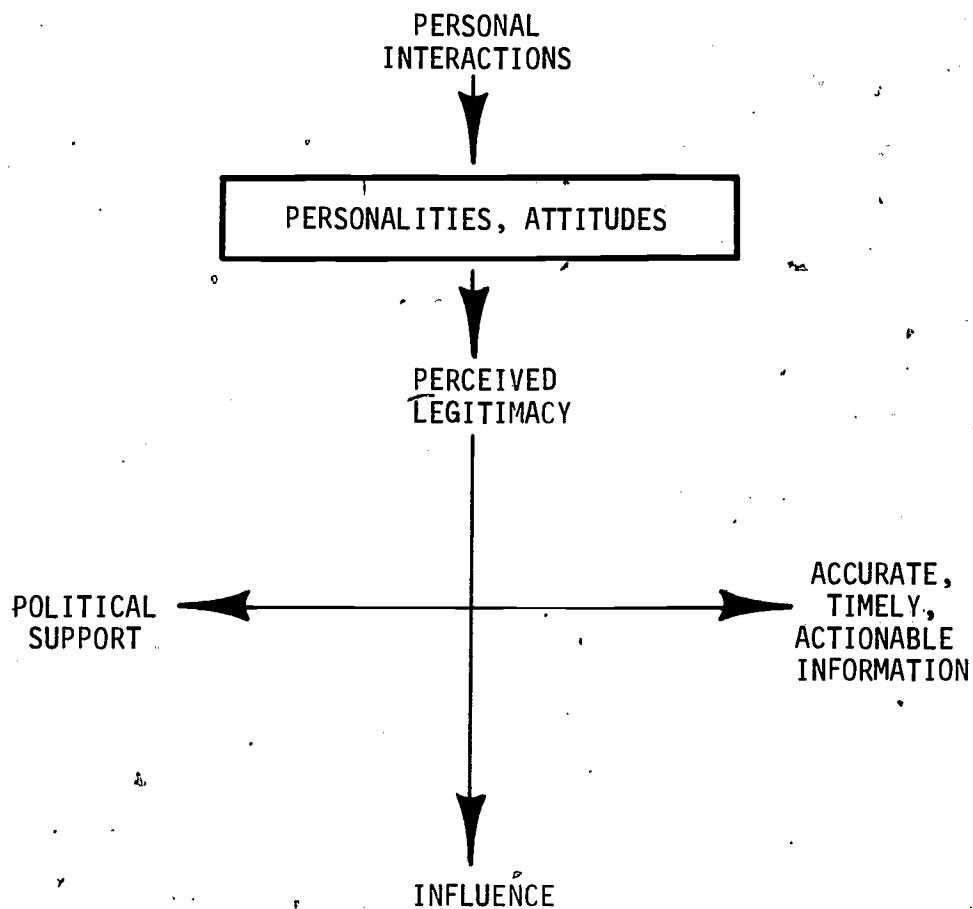 PERSONAL
INTERACTIONS
PERSONALITIES, ATTITUDES
PERCEIVED
LEGITIMACY
POLITICAL
SUPPORT
ACCURATE,
TIMELY,
ACTIONABLE
INFORMATION
INFLUENCE